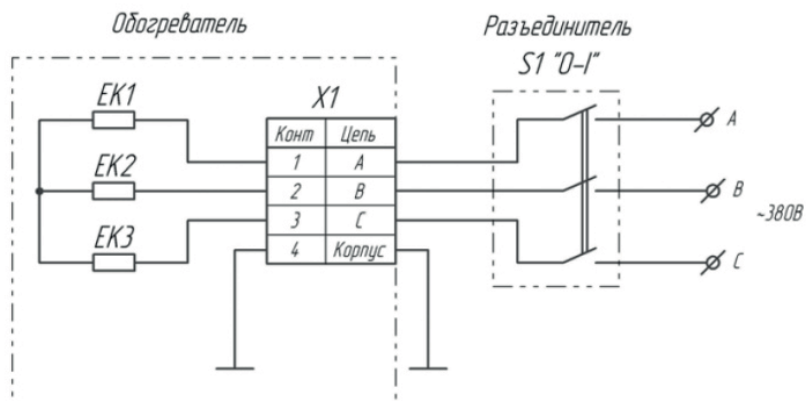 Обогреватель
Разъединитель
S1 "0-I"
EK1
EK2
EK3
X1
Конт Цепь
1 A
2 B
3 C
4 Корпус
A
B
C
~380В